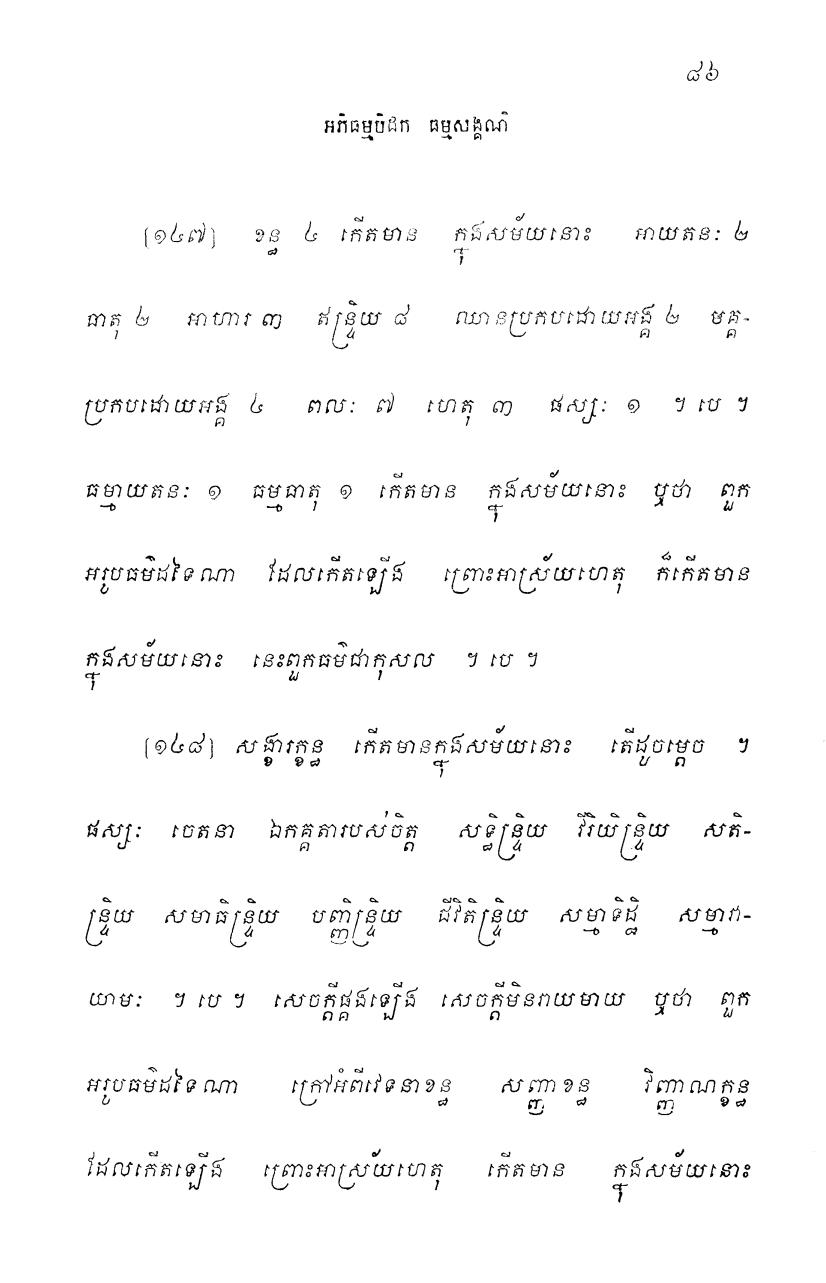 ៨៦
អភិធម្មបិដក ធម្មសង្គណី
[១៤៧] ខន្ធ ៤ កើតមាន ក្នុងសម័យនោះ អាយតនៈ ២
ធាតុ ២ អាហារ ៣ ឥន្ទ្រិយ ៨ ឈានប្រកបដោយអង្គ ២ មគ្គ-
ប្រកបដោយអង្គ ៤ ពលៈ ៧ ហេតុ ៣ ផស្សៈ ១ ។ បេ ។
ធម្មាយតនៈ ១ ធម្មធាតុ ១ កើតមាន ក្នុងសម័យនោះ ឬថា ពួក
អរូបធម៌ដទៃណា ដែលកើតឡើង ព្រោះអាស្រ័យហេតុ ក៏កើតមាន
ក្នុងសម័យនោះ នេះពួកធម៌ជាកុសល ។ បេ ។
[១៤៨] សង្ខារក្ខន្ធ កើតមានក្នុងសម័យនោះ តើដូចម្តេច ។
ផស្សៈ ចេតនា ឯកគ្គតារបស់ចិត្ត សទ្ធិន្ទ្រិយ វីរិយិន្ទ្រិយ សតិ-
ន្ទ្រិយ សមាធិន្ទ្រិយ បញ្ញិន្ទ្រិយ ជីវិតិន្ទ្រិយ សម្មាទិដ្ឋិ សម្មាវា-
យាមៈ ។ បេ ។ សេចក្តីផ្គងឡើង សេចក្តីមិនរាយមាយ ឬថា ពួក
អរូបធម៌ដទៃណា ក្រៅអំពីវេទនាខន្ធ សញ្ញាខន្ធ វិញ្ញាណក្ខន្ធ
ដែលកើតឡើង ព្រោះអាស្រ័យហេតុ កើតមាន ក្នុងសម័យនោះ